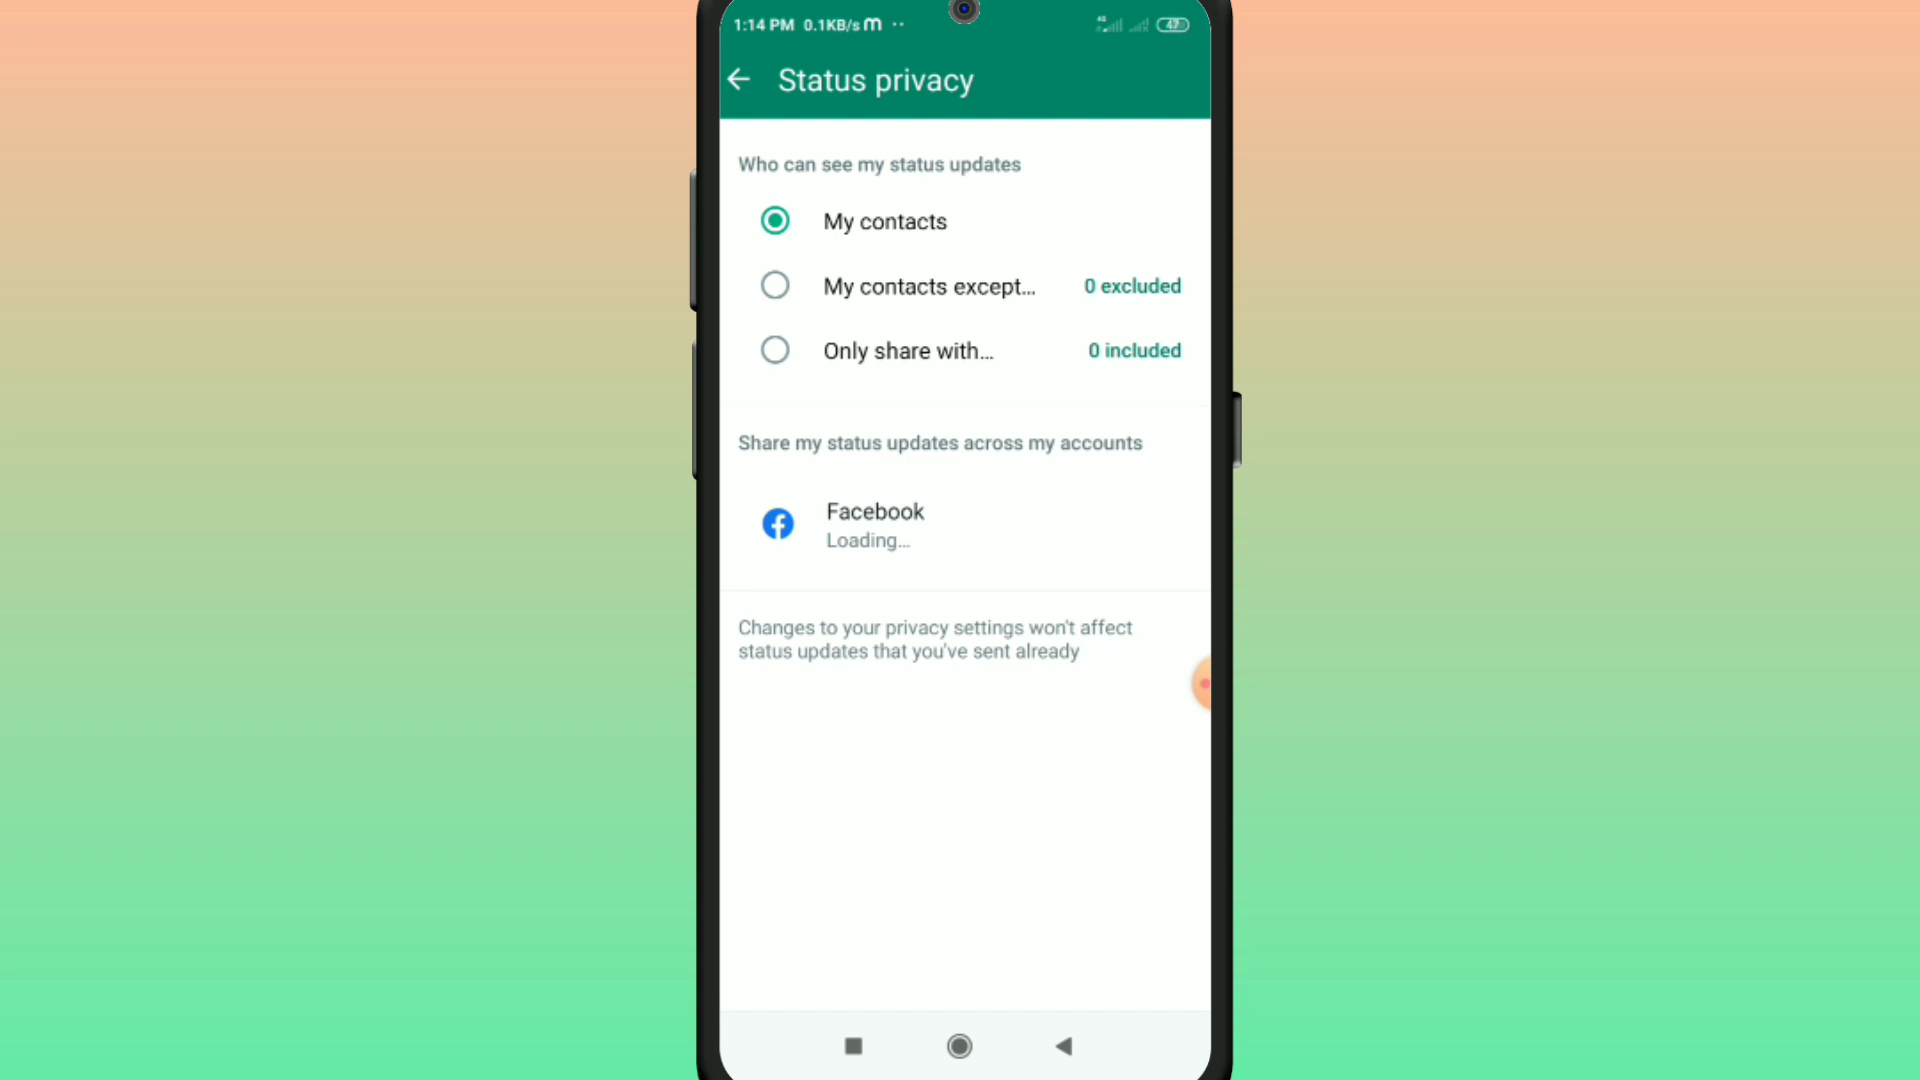 1:14 PM 0.1KB/s m ··
4G
47
Status privacy
Who can see my status updates
My contacts
My contacts except... 0 excluded
Only share with... 0 included
Share my status updates across my accounts
Facebook
Loading...
Changes to your privacy settings won't affect
status updates that you've sent already